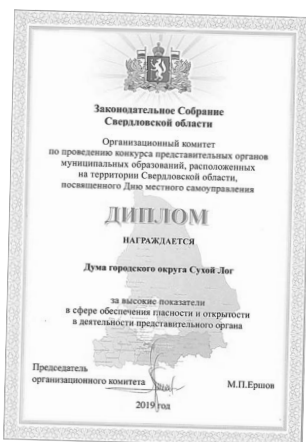 Законодательное Собрание
Свердловской области
Организационный комитет
по проведению конкурса представительных органов
муниципальных образований, расположенных
на территории Свердловской области,
посвященного Дню местного самоуправления
ДИПЛОМ
НАГРАЖДАЕТСЯ
Дума городского округа Сухой Лог
за высокие показатели
в сфере обеспечения гласности и открытости
в деятельности представительного органа
Председатель
организационного комитета М.П.Ершов
2019 год